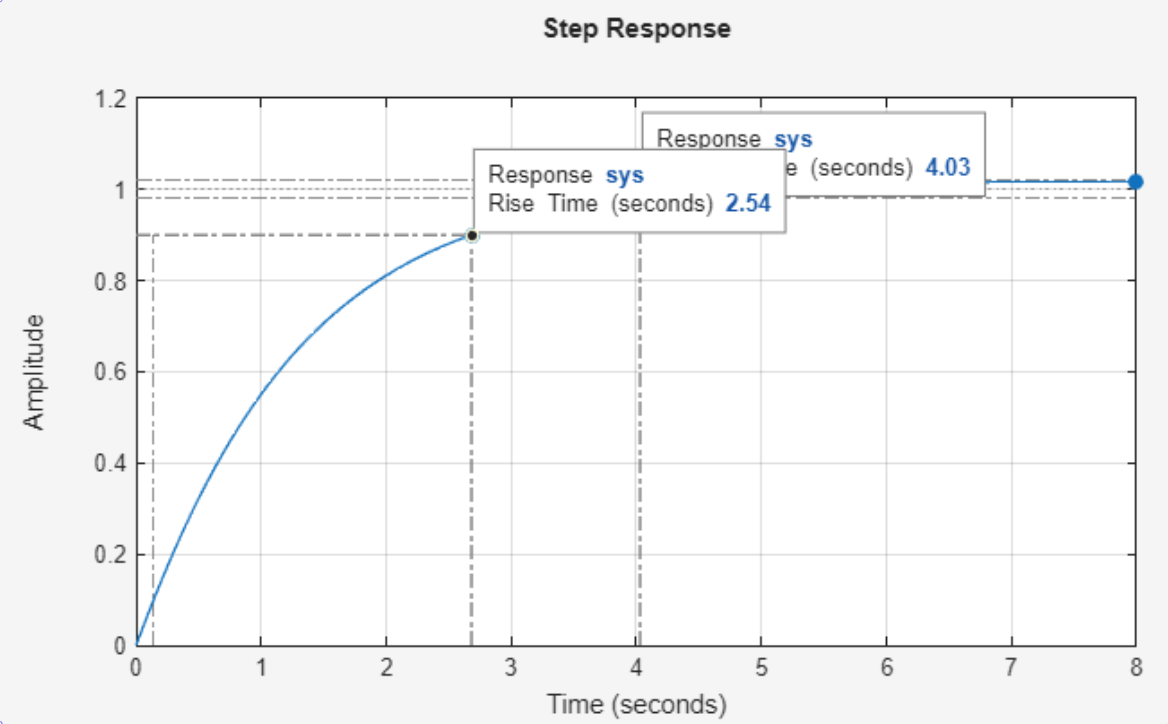 Step Response
Amplitude
1.2
1
0.8
0.6
0.4
0.2
0
Response sys
(seconds) 4.03
Response sys
Rise Time (seconds) 2.54
0 1 2 3 4 5 6 7 8
Time (seconds)